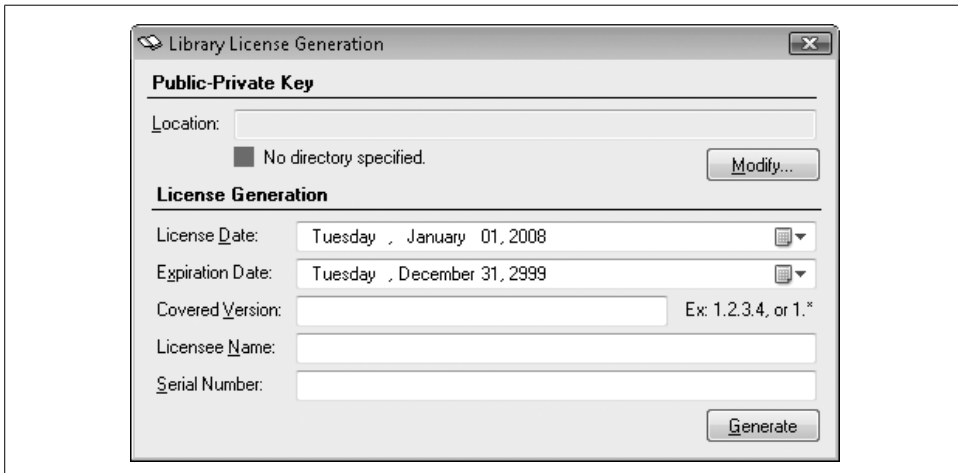 Library License Generation
Public-Private Key
Location:
No directory specified.
Modify...
License Generation
License Date: Tuesday , January 01, 2008
Expiration Date: Tuesday , December 31, 2999
Covered Version: Ex: 1.2.3.4, or 1.*
Licensee Name:
Serial Number:
Generate